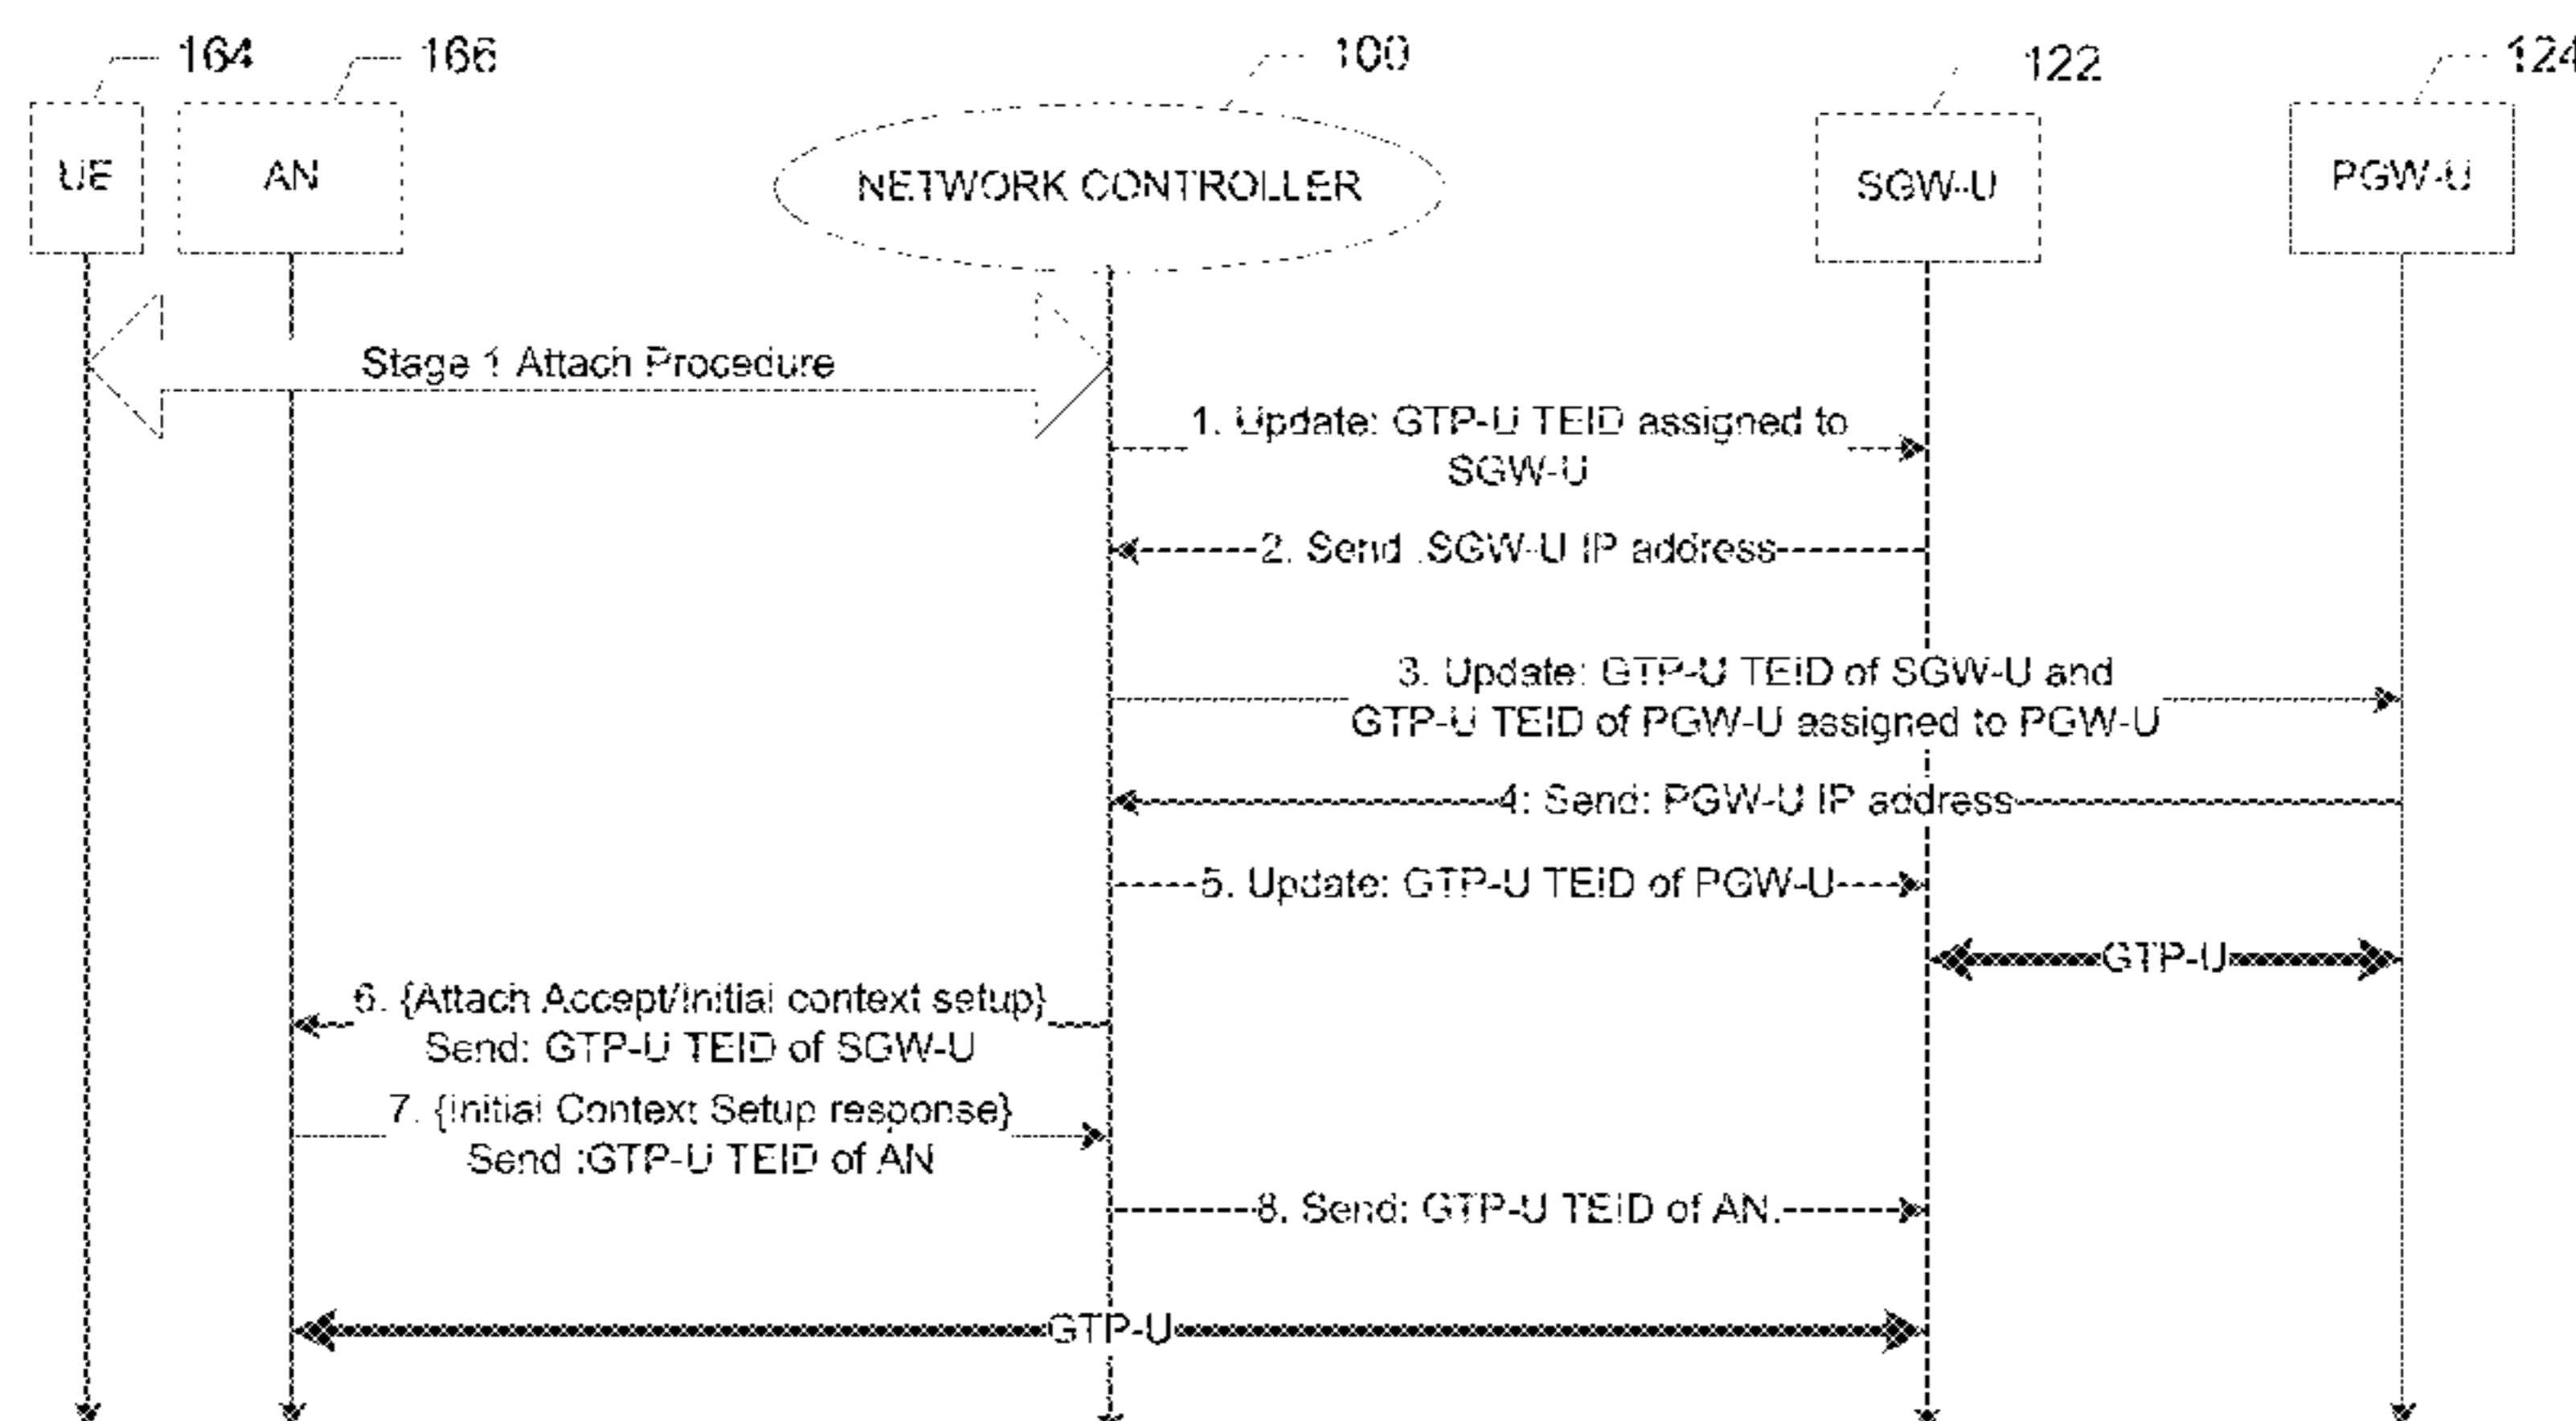 164
166
100
122
124
UE
AN
NETWORK CONTROLLER
SGW-U
PGW-U
Stage 1 Attach Procedure
1. Update: GTP-U TEID assigned to
SGW-U
2. Send .SGW-U IP address
3. Update: GTP-U TEID of SGW-U and
GTP-U TEID of PGW-U assigned to PGW-U
4: Send: PGW-U IP address
5. Update: GTP-U TEID of PGW-U
GTP-U
6. {Attach Accept/Initial context setup}
Send: GTP-U TEID of SGW-U
7. {Initial Context Setup response}
Send :GTP-U TEID of AN
8. Send: GTP-U TEID of AN.
GTP-U